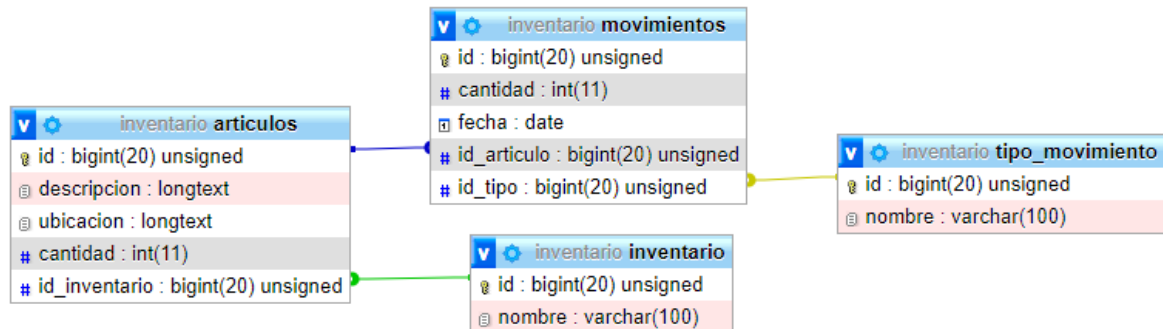 inventario movimientos
id : bigint(20) unsigned
cantidad : int(11)
fecha : date
id_articulo : bigint(20) unsigned
id_tipo : bigint(20) unsigned
inventario articulos
id : bigint(20) unsigned
descripcion : longtext
ubicacion : longtext
cantidad : int(11)
id_inventario : bigint(20) unsigned
inventario tipo_movimiento
id : bigint(20) unsigned
nombre : varchar(100)
inventario inventario
id : bigint(20) unsigned
nombre : varchar(100)